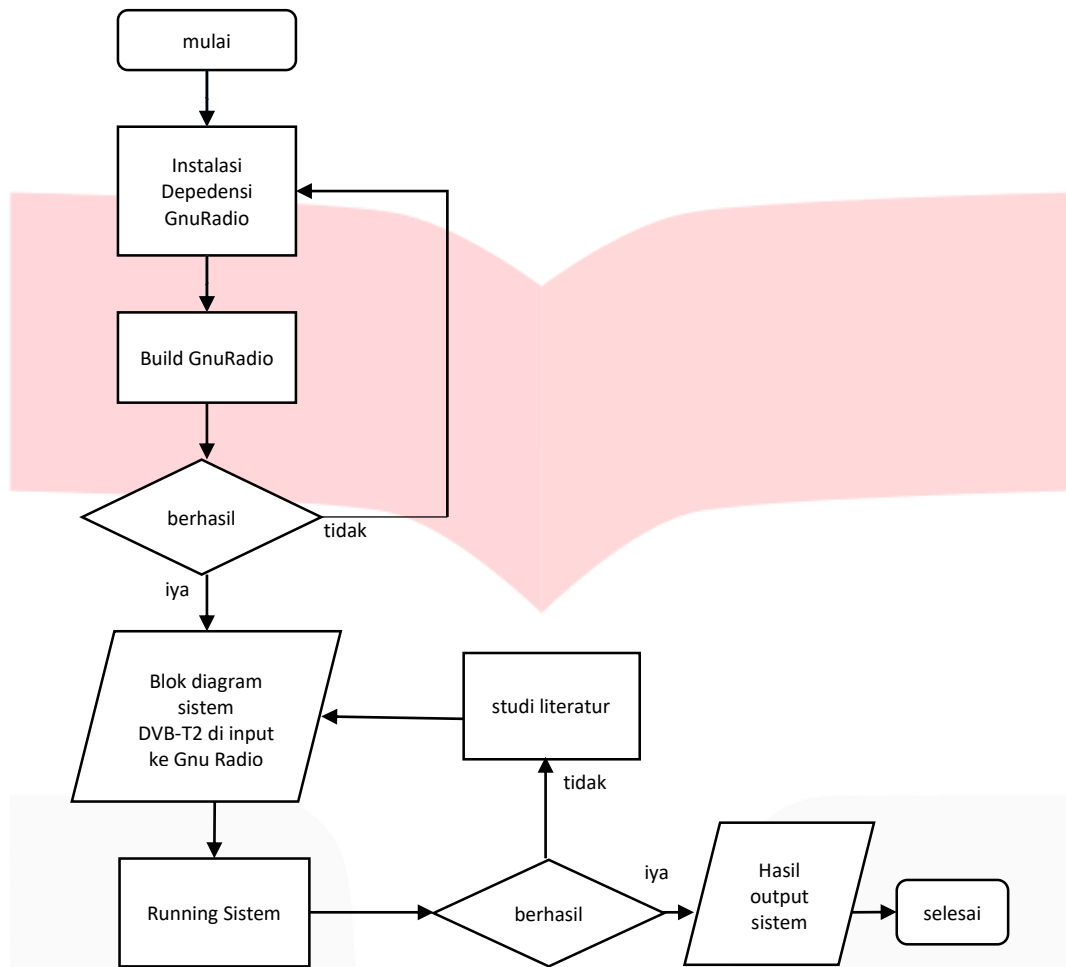 mulai
Instalasi
Depedensi
GnuRadio
Build GnuRadio
berhasil
tidak
iya
Blok diagram
sistem
DVB-T2 di input
ke Gnu Radio
studi literatur
tidak
Running Sistem
berhasil
iya
Hasil
output
sistem
selesai